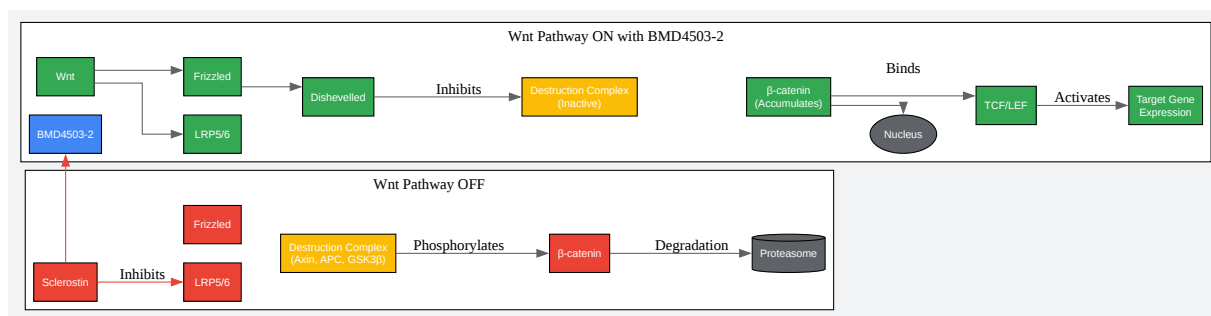 Wnt Pathway ON with BMD4503-2
Wnt
Frizzled
Dishevelled
Inhibits
Destruction Complex
(Inactive)
β-catenin
(Accumulates)
Binds
TCF/LEF
Activates
Target Gene
Expression
BMD4503-2
LRP5/6
Nucleus
Wnt Pathway OFF
Frizzled
Destruction Complex
(Axin, APC, GSK3β)
Phosphorylates
β-catenin
Degradation
Proteasome
Sclerostin
Inhibits
LRP5/6